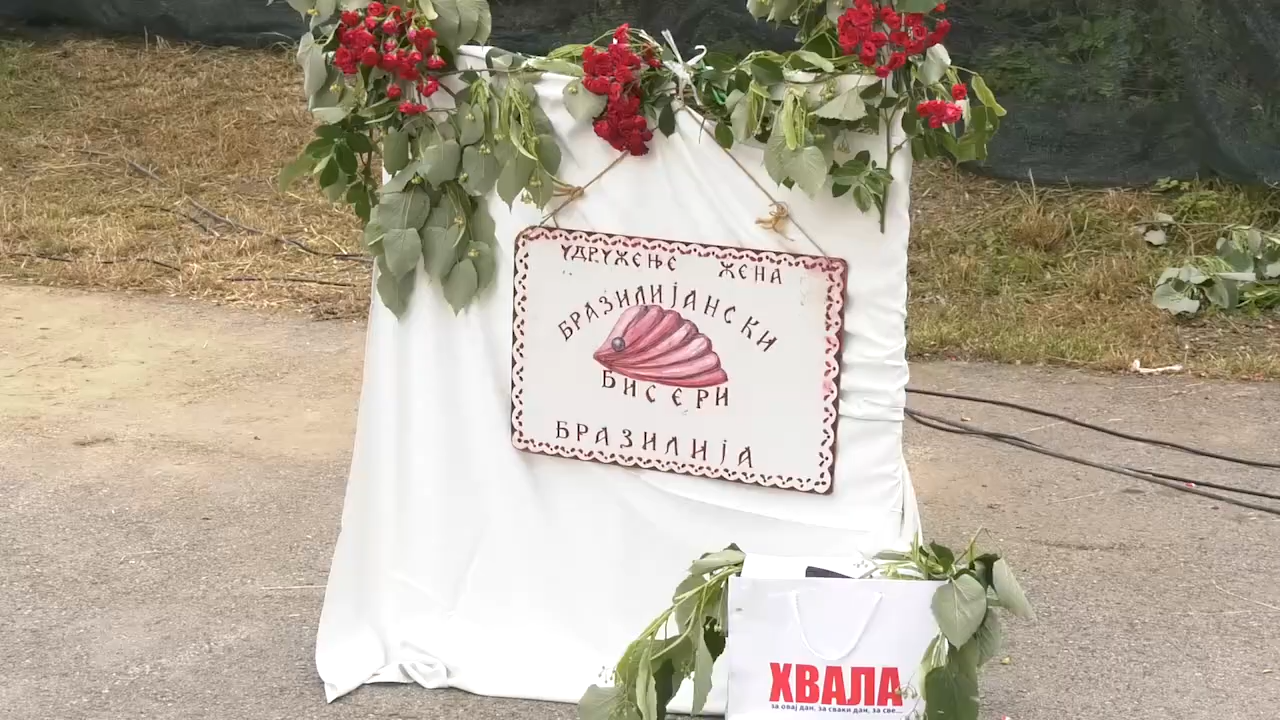 УДРУЖЕЊЕ ЖЕНА
БРАЗИЛИЈАНСКИ
БИСЕРИ
БРАЗИЛИЈА
ХВАЛА
за овај дан, за сваки дан, за све...